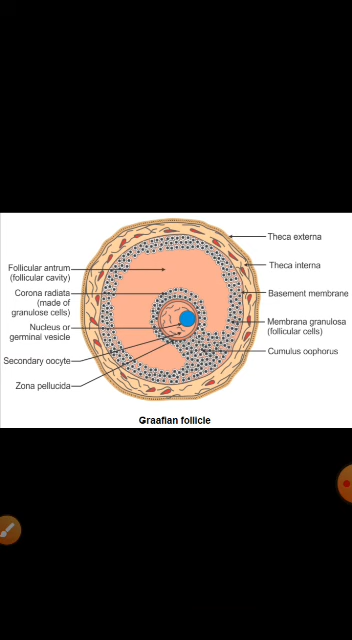 Theca externa
Theca interna
Follicular antrum
(follicular cavity)
Corona radiata
(made of
granulose cells)
Basement membrane
Nucleus or
germinal vesicle
Membrana granulosa
(follicular cells)
Cumulus oophorus
Secondary oocyte
Zona pellucida
Graafian follicle